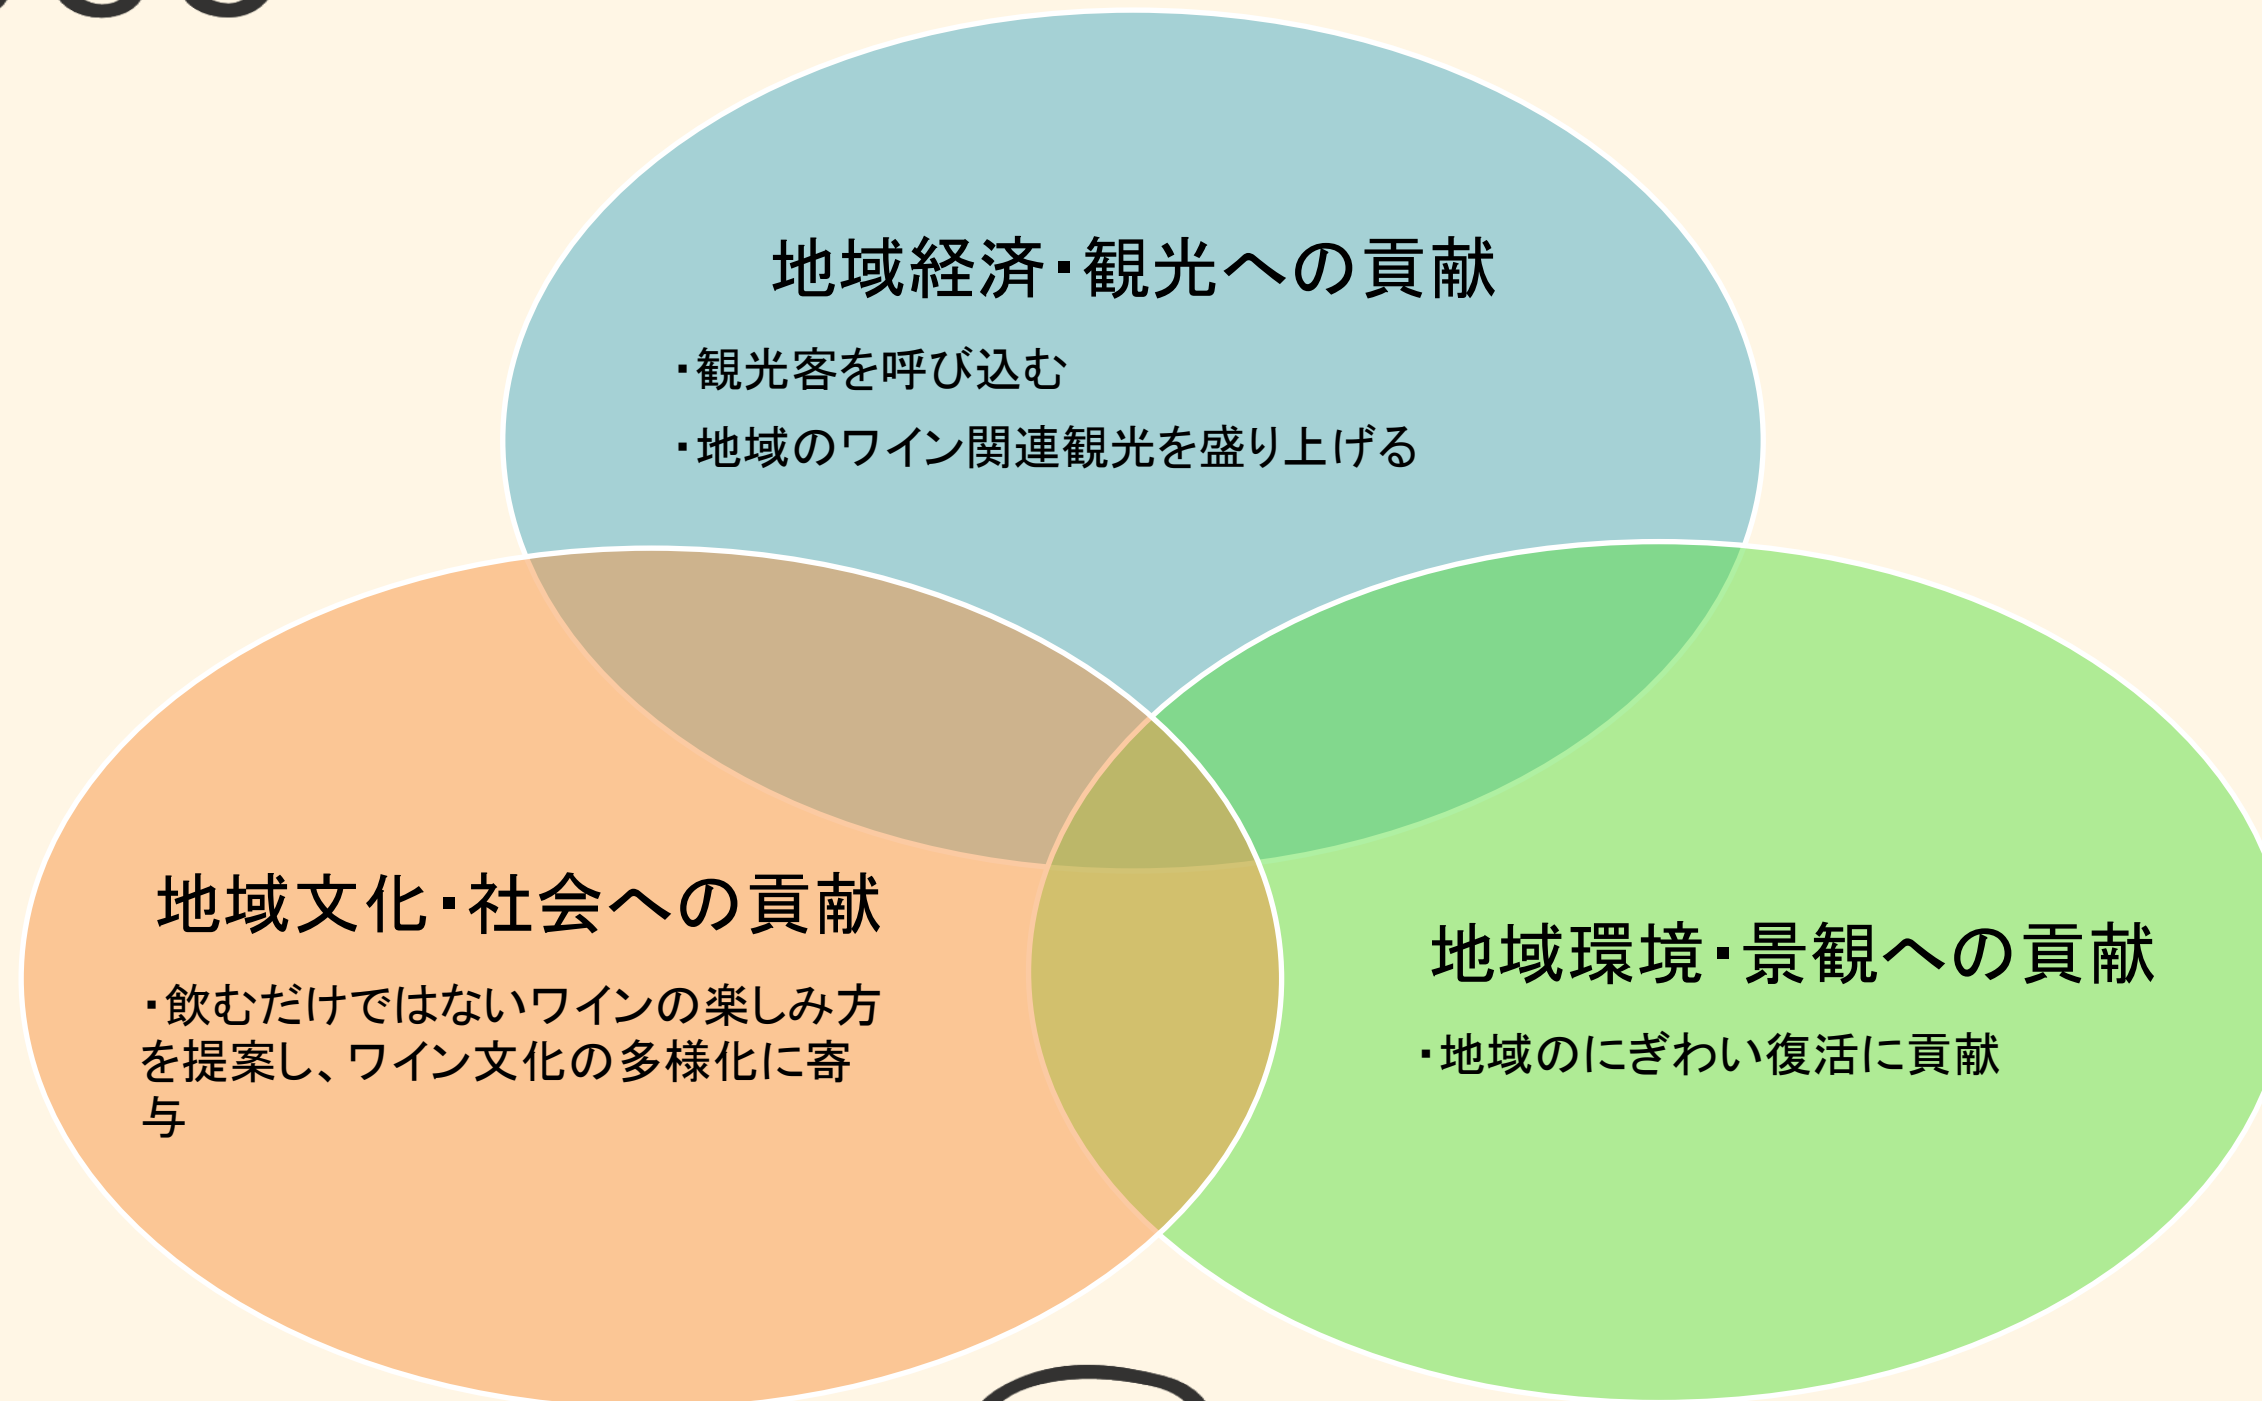 地域経済・観光への貢献
・観光客を呼び込む
・地域のワイン関連観光を盛り上げる
地域文化・社会への貢献
・飲むだけではないワインの楽しみ方
を提案し、ワイン文化の多様化に寄
与
地域環境・景観への貢献
・地域のにぎわい復活に貢献